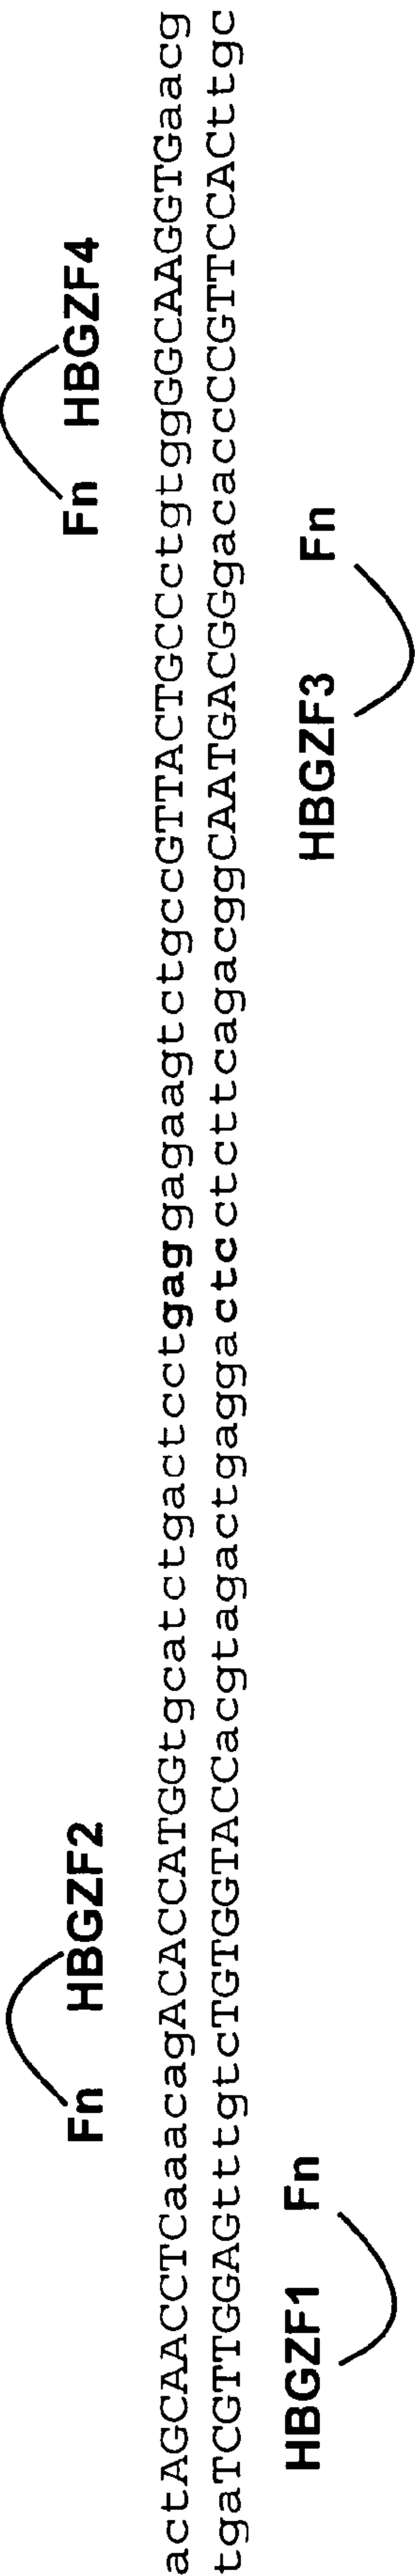 Fn HBGZF2 Fn HBGZF4
actAGCAACCTCaaacagACACCATGGtgcatctgactcctgaggagaagtctgccGTTACTGCCctgtggGGCAAGGTGaacg
tgaTCGTTGGAGtttgtcTGTGGTACCacgtagactgaggactcctcttcagacggCAATGACGGgacaccCCGTTCCACttgc
HBGZF1 Fn HBGZF3 Fn